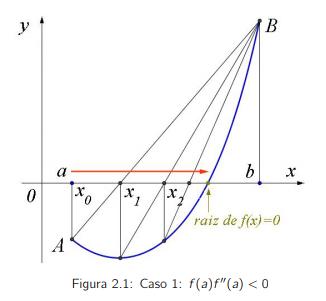 y
B
a
b
x
0
x₀
x₁
x₂
A
raiz de f(x)=0
Figura 2.1: Caso 1: f(a)f''(a) < 0